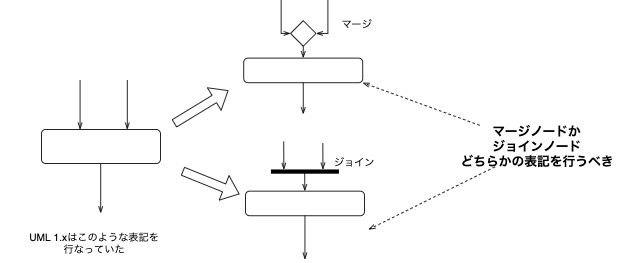 マージ
マージノードか
ジョインノード
どちらかの表記を行うべき
ジョイン
UML 1.xはこのような表記を
行なっていた